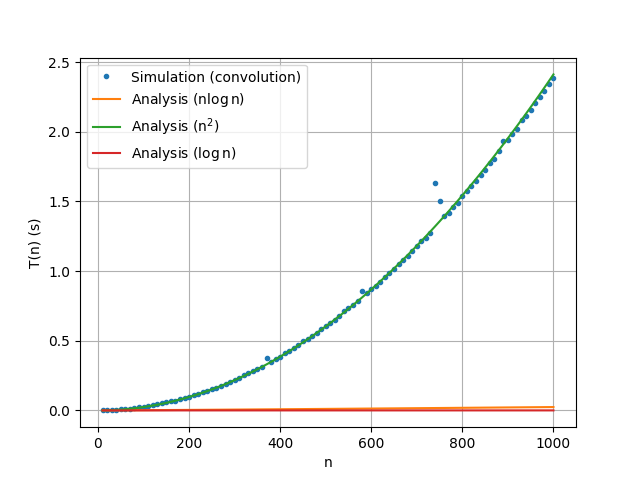 2.5
2.0
1.5
1.0
0.5
0.0
T(n) (s)
Simulation (convolution)
Analysis (nlog n)
Analysis (n²)
Analysis (log n)
0 200 400 600 800 1000
n